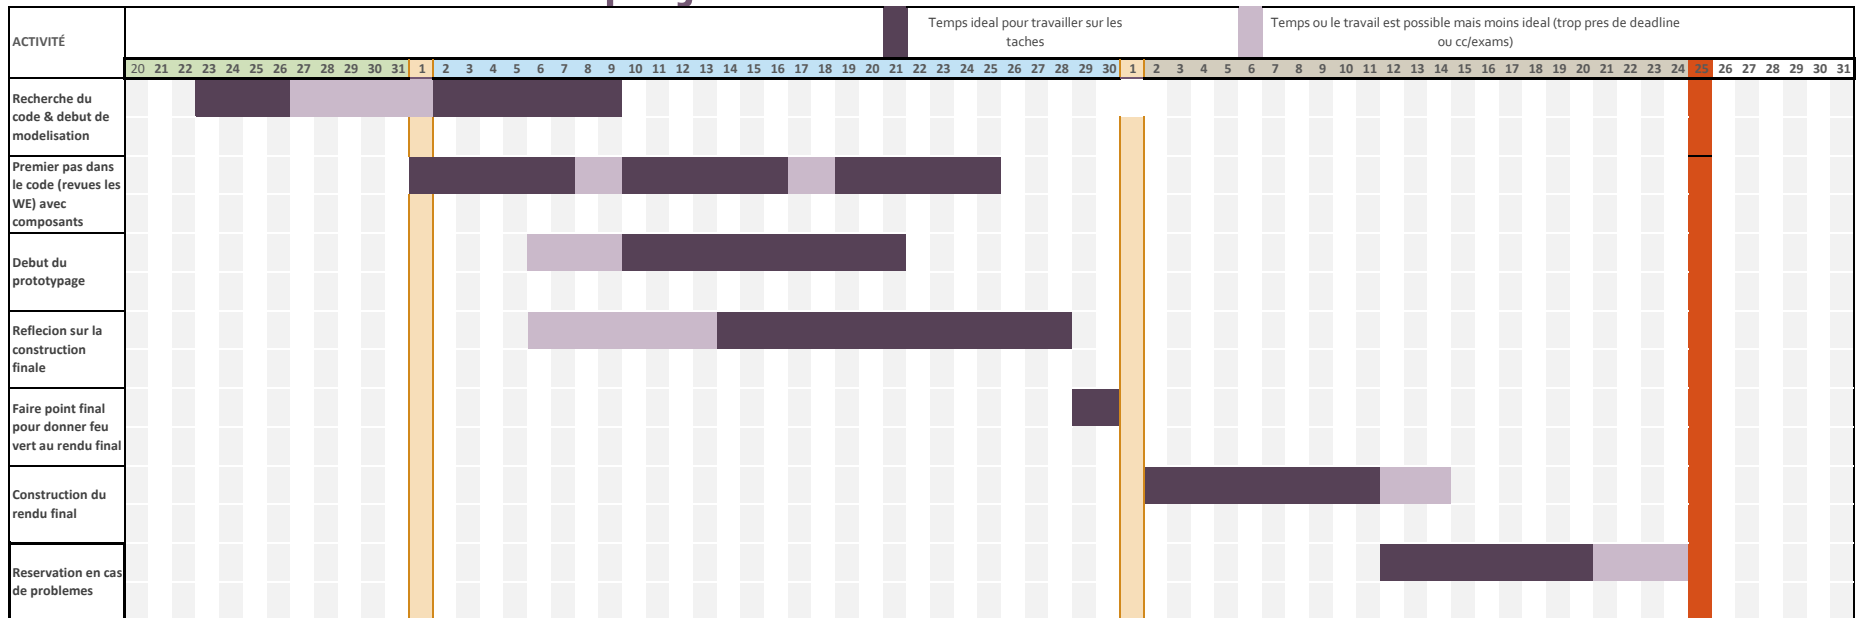 ACTIVITÉ
Temps ideal pour travailler sur les
taches
Temps ou le travail est possible mais moins ideal (trop pres de deadline
ou cc/exams)
20 21 22 23 24 25 26 27 28 29 30 31 1 2 3 4 5 6 7 8 9 10 11 12 13 14 15 16 17 18 19 20 21 22 23 24 25 26 27 28 29 30 1 2 3 4 5 6 7 8 9 10 11 12 13 14 15 16 17 18 19 20 21 22 23 24 25 26 27 28 29 30 31
Recherche du
code & debut de
modelisation
Premier pas dans
le code (revues les
WE) avec
composants
Debut du
prototypage
Reflecion sur la
construction
finale
Faire point final
pour donner feu
vert au rendu final
Construction du
rendu final
Reservation en cas
de problemes